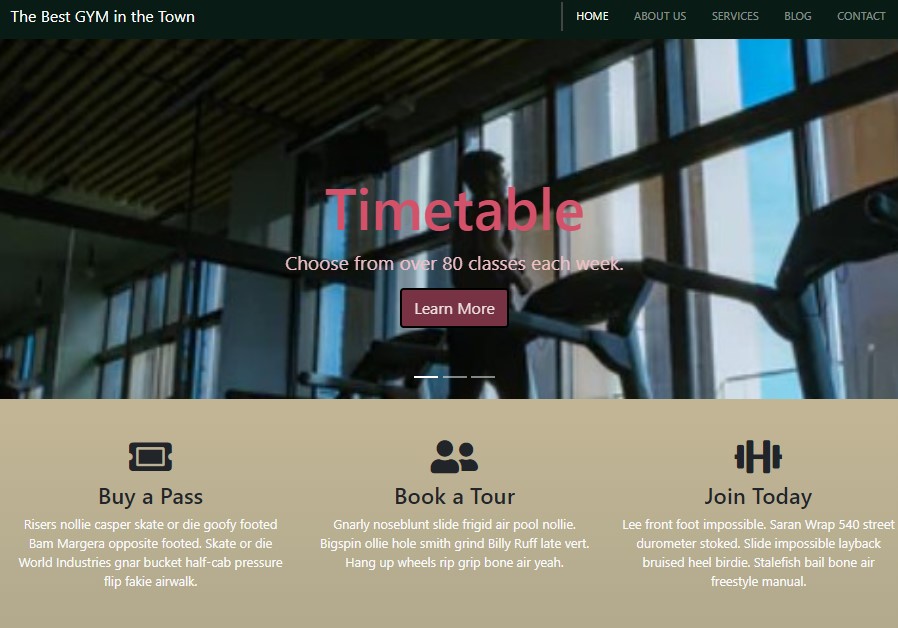 The Best GYM in the Town
HOME ABOUT US SERVICES BLOG CONTACT
Timetable
Choose from over 80 classes each week.
Learn More
Buy a Pass
Risers nollie casper skate or die goofy footed
Bam Margera opposite footed. Skate or die
World Industries gnar bucket half-cab pressure
flip fakie airwalk.
Book a Tour
Gnarly noseblunt slide frigid air pool nollie.
Bigspin ollie hole smith grind Billy Ruff late vert.
Hang up wheels rip grip bone air yeah.
Join Today
Lee front foot impossible. Saran Wrap 540 street
durometer stoked. Slide impossible layback
bruised heel birdie. Stalefish bail bone air
freestyle manual.